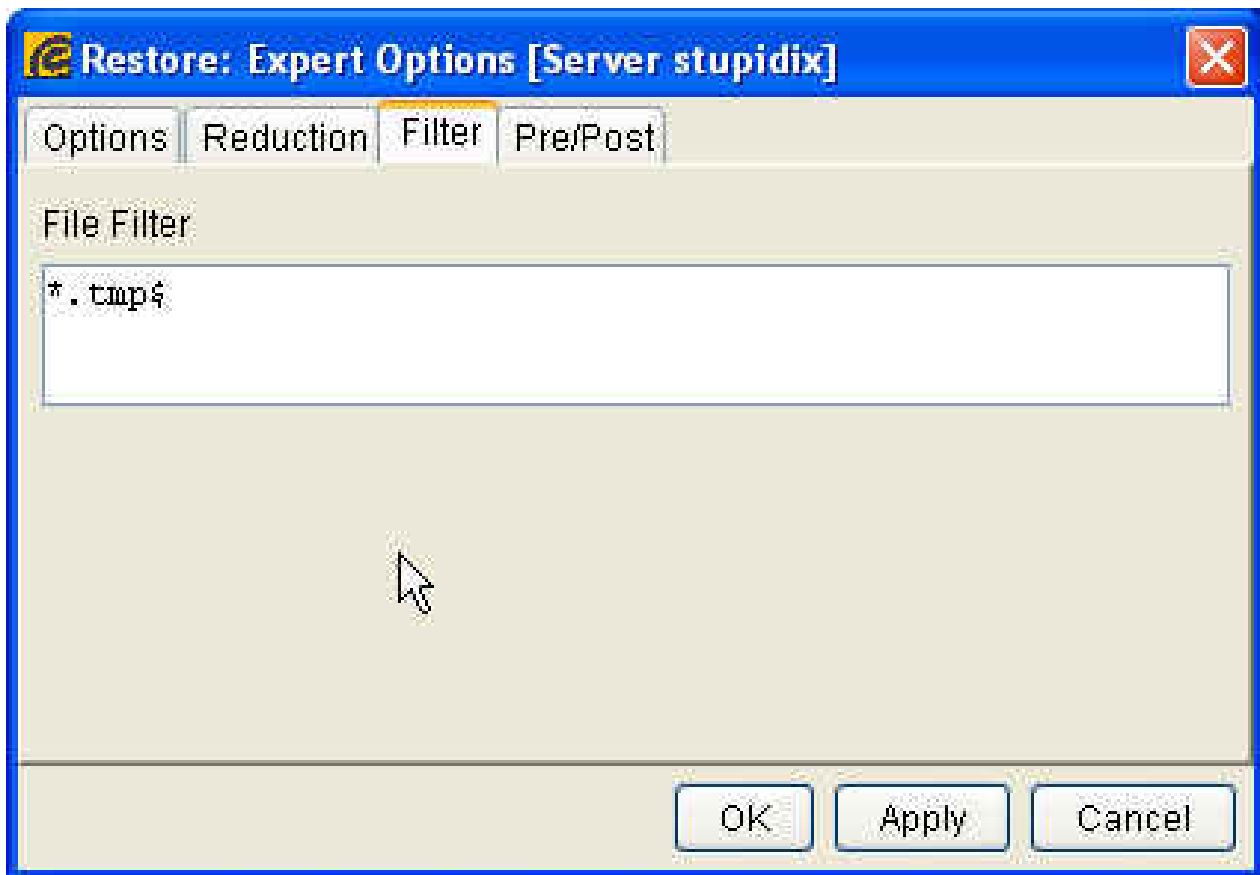 Restore: Expert Options [Server stupidix]
Options Reduction Filter Pre/Post
File Filter
*.tmp$
OK Apply Cancel